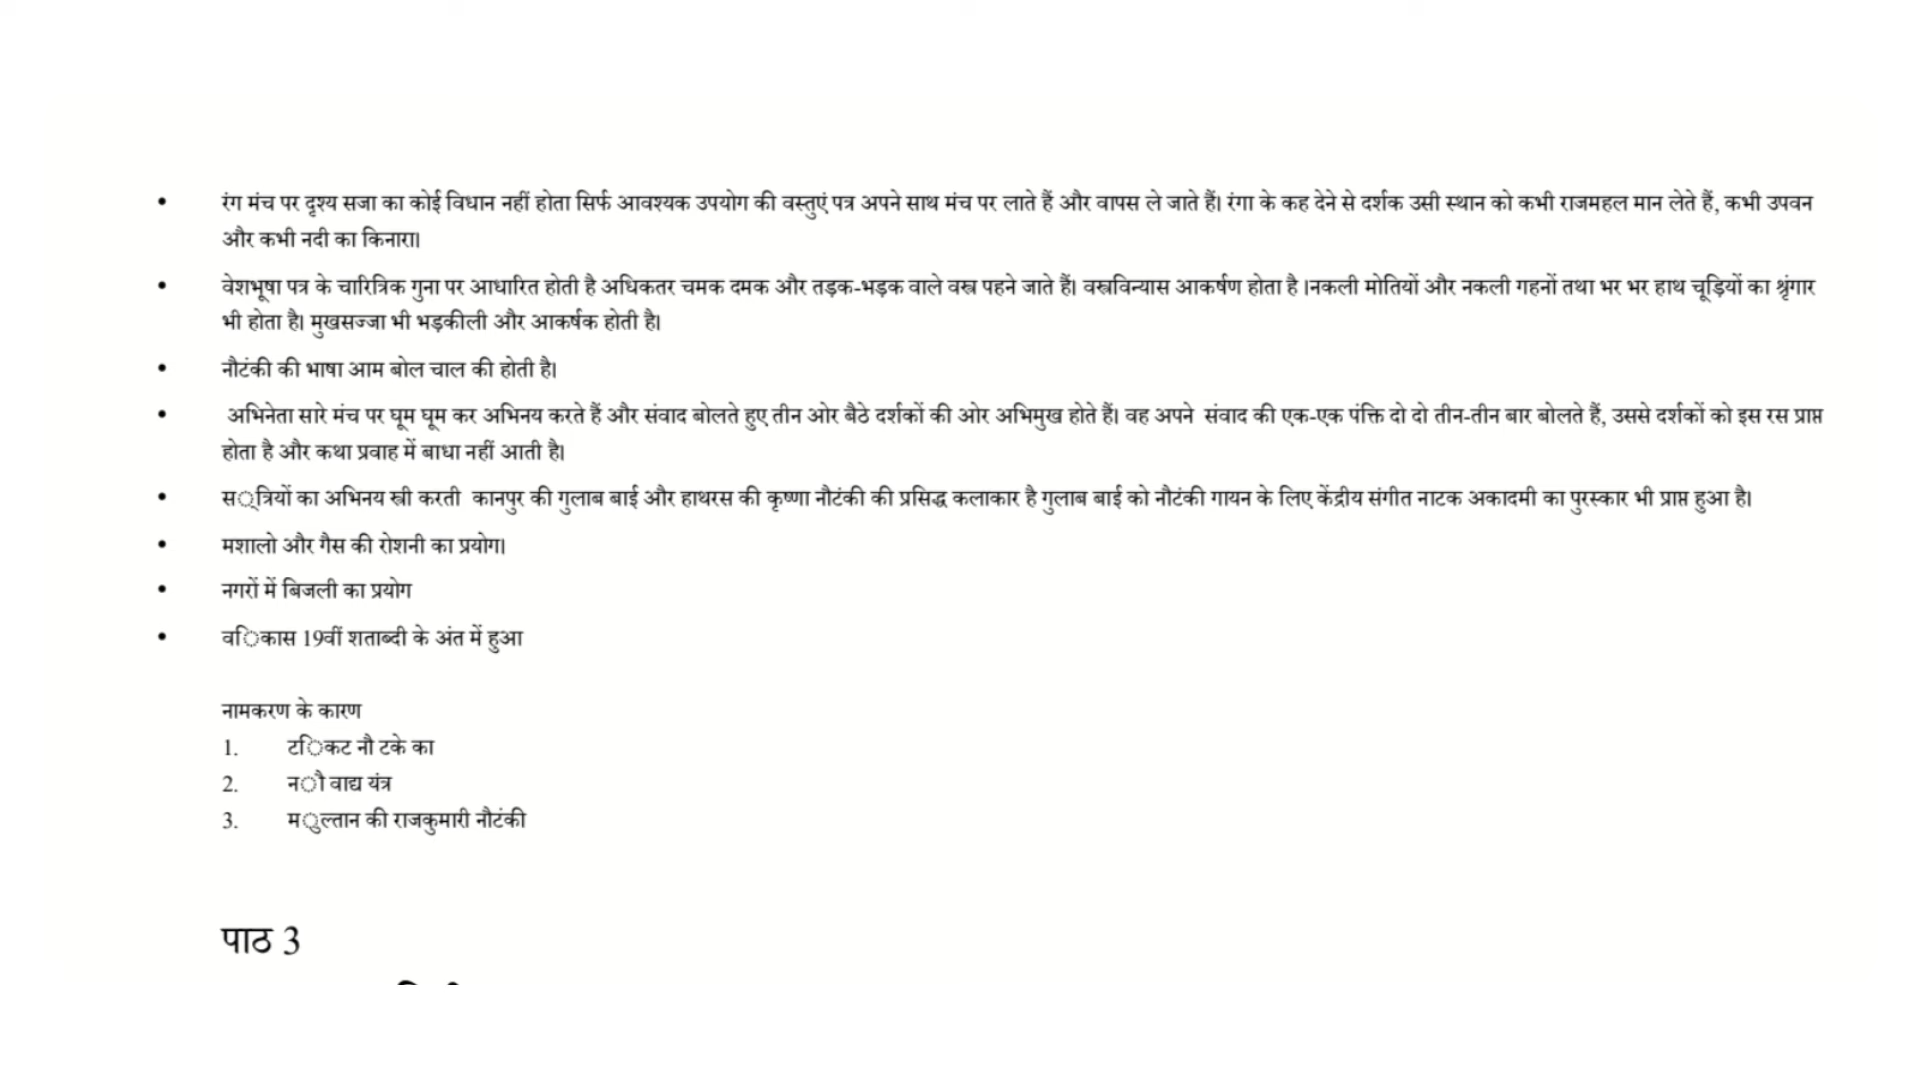 • रंग मंच पर दृश्य सजा का कोई विधान नहीं होता सिर्फ आवश्यक उपयोग की वस्तुएं पत्र अपने साथ मंच पर लाते हैं और वापस ले जाते हैं। रंगा के कह देने से दर्शक उसी स्थान को कभी राजमहल मान लेते हैं, कभी उपवन
और कभी नदी का किनारा।
• वेशभूषा पत्र के चारित्रिक गुना पर आधारित होती है अधिकतर चमक दमक और तड़क-भड़क वाले वस्त्र पहने जाते हैं। वस्त्रविन्यास आकर्षण होता है ।नकली मोतियों और नकली गहनों तथा भर भर हाथ चूड़ियों का श्रृंगार
भी होता है। मुखसज्जा भी भड़कीली और आकर्षक होती है।
• नौटंकी की भाषा आम बोल चाल की होती है।
• अभिनेता सारे मंच पर घूम घूम कर अभिनय करते हैं और संवाद बोलते हुए तीन ओर बैठे दर्शकों की ओर अभिमुख होते हैं। वह अपने संवाद की एक-एक पंक्ति दो दो तीन-तीन बार बोलते हैं, उससे दर्शकों को इस रस प्राप्त
होता है और कथा प्रवाह में बाधा नहीं आती है।
• स्त्रियों का अभिनय स्त्री करती कानपुर की गुलाब बाई और हाथरस की कृष्णा नौटंकी की प्रसिद्ध कलाकार है गुलाब बाई को नौटंकी गायन के लिए केंद्रीय संगीत नाटक अकादमी का पुरस्कार भी प्राप्त हुआ है।
• मशालो और गैस की रोशनी का प्रयोग।
• नगरों में बिजली का प्रयोग
• विकास 19वीं शताब्दी के अंत में हुआ
नामकरण के कारण
1. टिकट नौ टके का
2. नौ वाद्य यंत्र
3. मुल्तान की राजकुमारी नौटंकी
पाठ 3